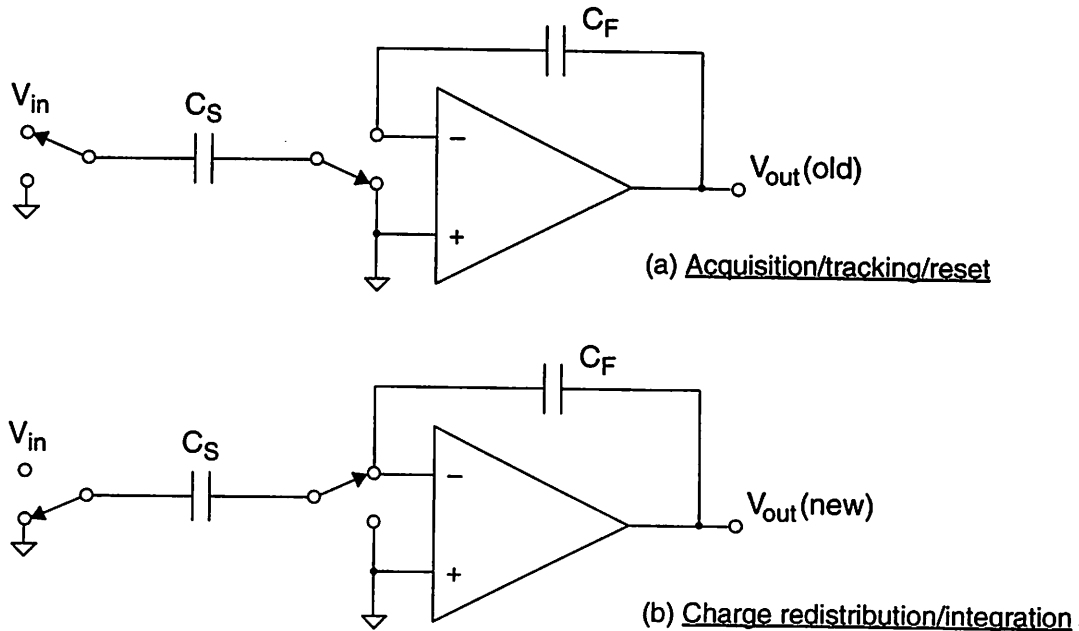 C_F
V_in
C_S
−
V_out(old)
+
(a) Acquisition/tracking/reset
C_F
V_in
C_S
−
V_out(new)
+
(b) Charge redistribution/integration